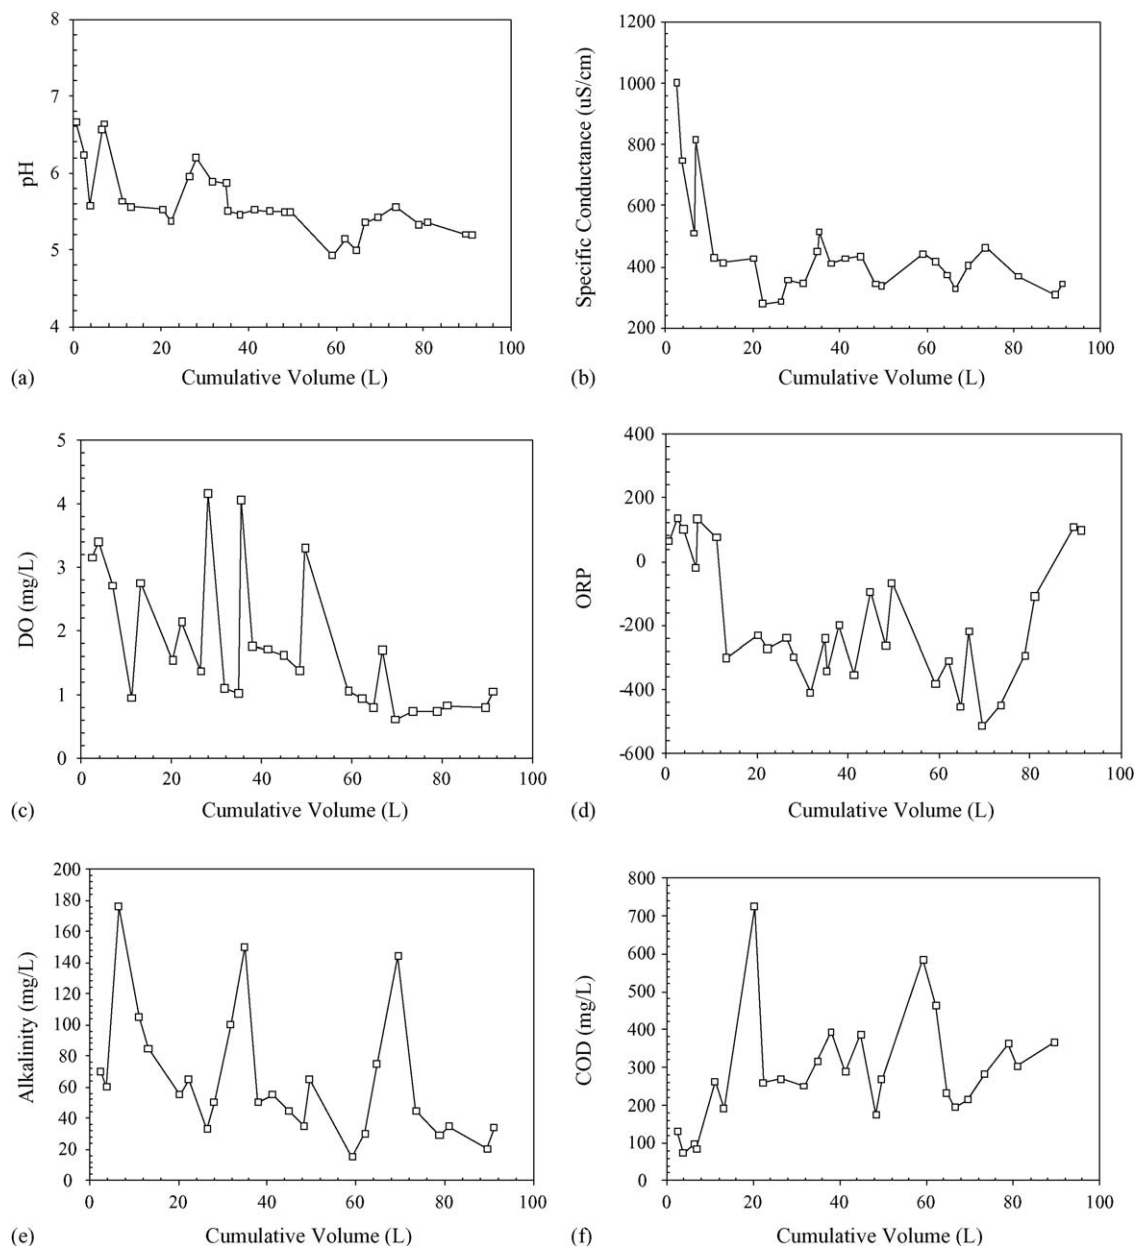 8
7
6
5
4
pH
0 20 40 60 80 100
Cumulative Volume (L)
(a)
1200
1000
800
600
400
200
Specific Conductance (uS/cm)
0 20 40 60 80 100
Cumulative Volume (L)
(b)
5
4
3
2
1
0
DO (mg/L)
0 20 40 60 80 100
Cumulative Volume (L)
(c)
400
200
0
-200
-400
-600
ORP
0 20 40 60 80 100
Cumulative Volume (L)
(d)
200
180
160
140
120
100
80
60
40
20
0
Alkalinity (mg/L)
0 20 40 60 80 100
Cumulative Volume (L)
(e)
800
700
600
500
400
300
200
100
0
COD (mg/L)
0 20 40 60 80 100
Cumulative Volume (L)
(f)